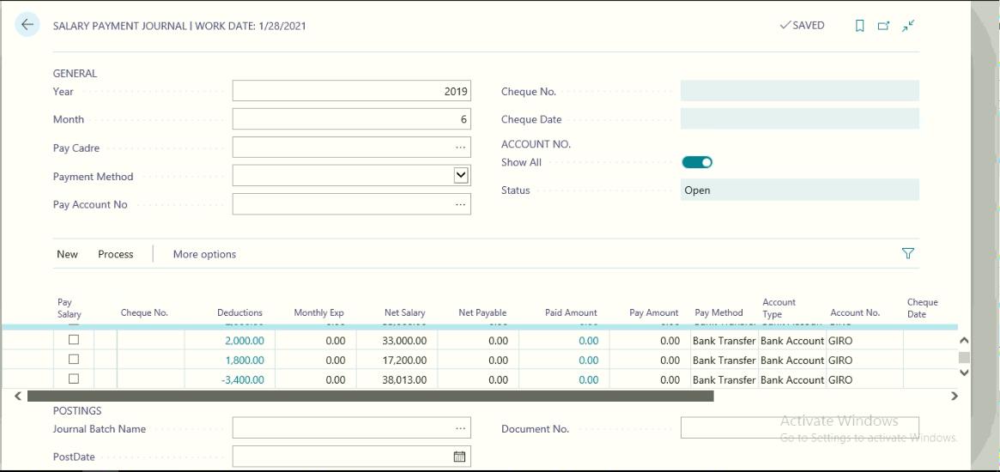 SALARY PAYMENT JOURNAL | WORK DATE: 1/28/2021
SAVED
GENERAL
Year 2019 Cheque No.
Month 6 Cheque Date
Pay Cadre ... ACCOUNT NO.
Show All
Payment Method
Status Open
Pay Account No ...
New Process More options
Pay Salary Cheque No. Deductions Monthly Exp Net Salary Net Payable Paid Amount Pay Amount Pay Method Account Type Account No. Cheque Date
2,000.00 0.00 33,000.00 0.00 0.00 0.00 Bank Transfer Bank Account GIRO
1,800.00 0.00 17,200.00 0.00 0.00 0.00 Bank Transfer Bank Account GIRO
-3,400.00 0.00 38,013.00 0.00 0.00 0.00 Bank Transfer Bank Account GIRO
POSTINGS
Journal Batch Name ... Document No.
Activate Windows
Go to Settings to activate Windows.
PostDate